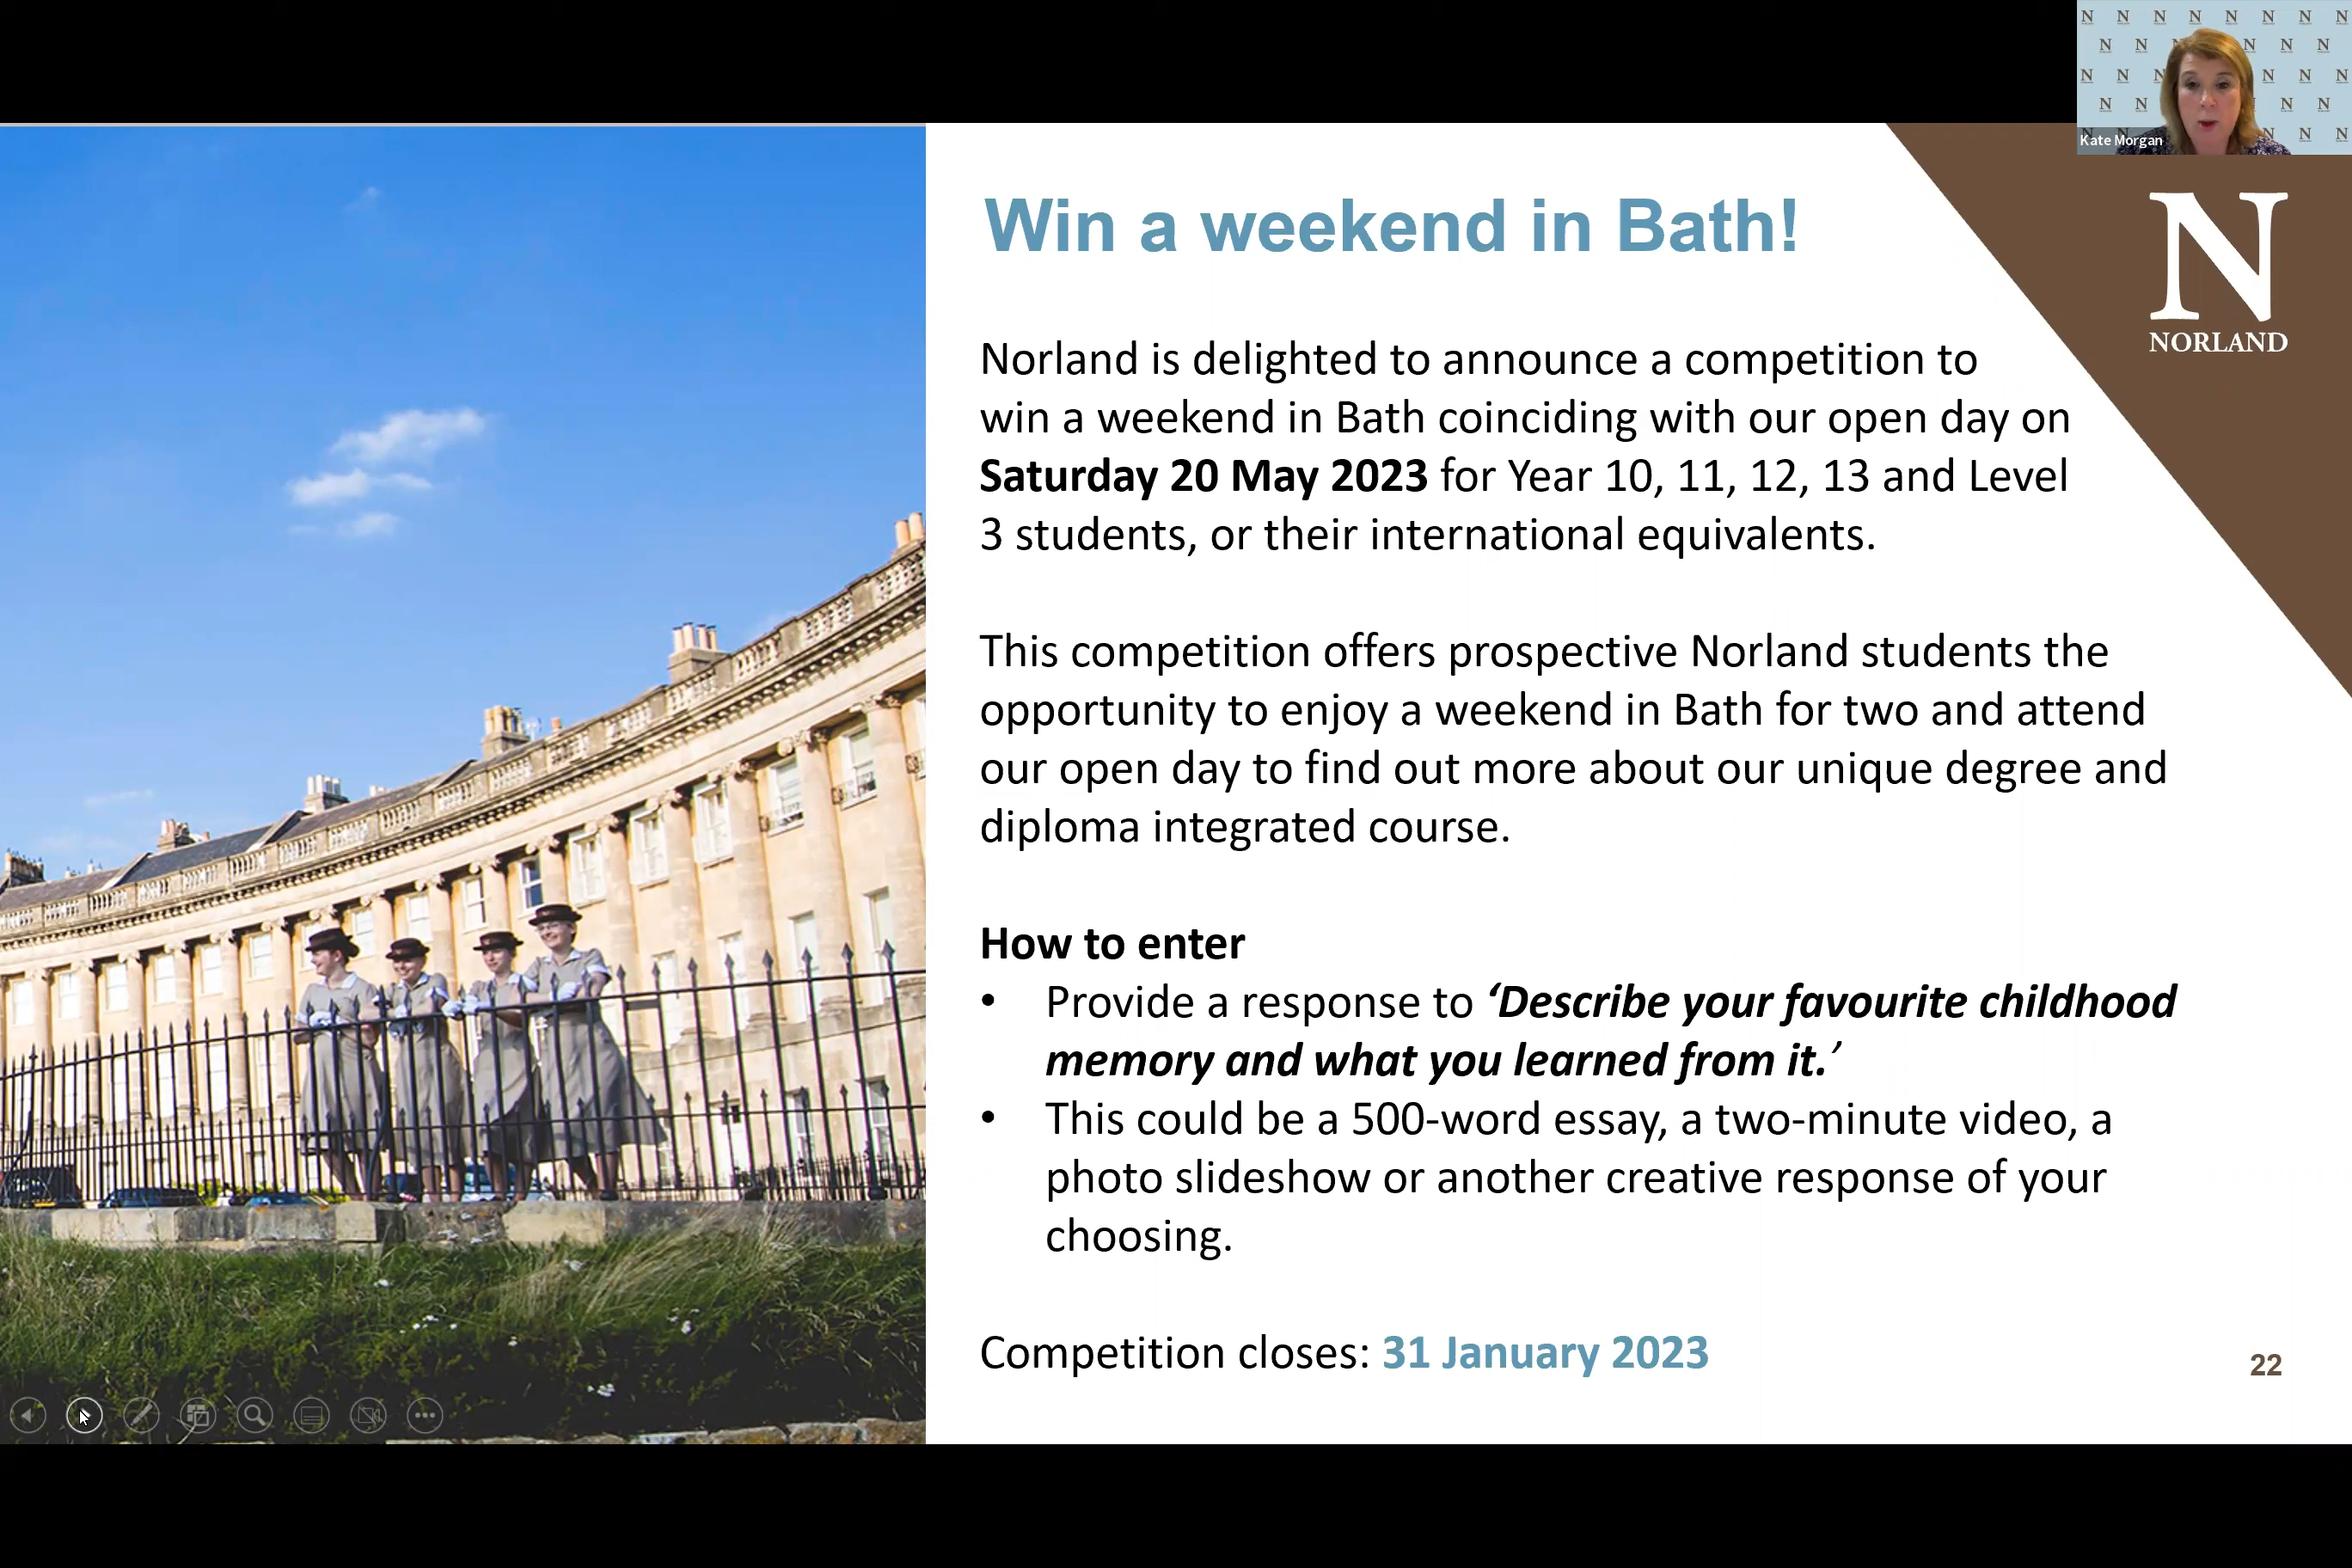 Kate Morgan
N
NORLAND
Win a weekend in Bath!
Norland is delighted to announce a competition to
win a weekend in Bath coinciding with our open day on
Saturday 20 May 2023 for Year 10, 11, 12, 13 and Level
3 students, or their international equivalents.
This competition offers prospective Norland students the
opportunity to enjoy a weekend in Bath for two and attend
our open day to find out more about our unique degree and
diploma integrated course.
How to enter
• Provide a response to ‘Describe your favourite childhood
memory and what you learned from it.’
• This could be a 500-word essay, a two-minute video, a
photo slideshow or another creative response of your
choosing.
Competition closes: 31 January 2023
22